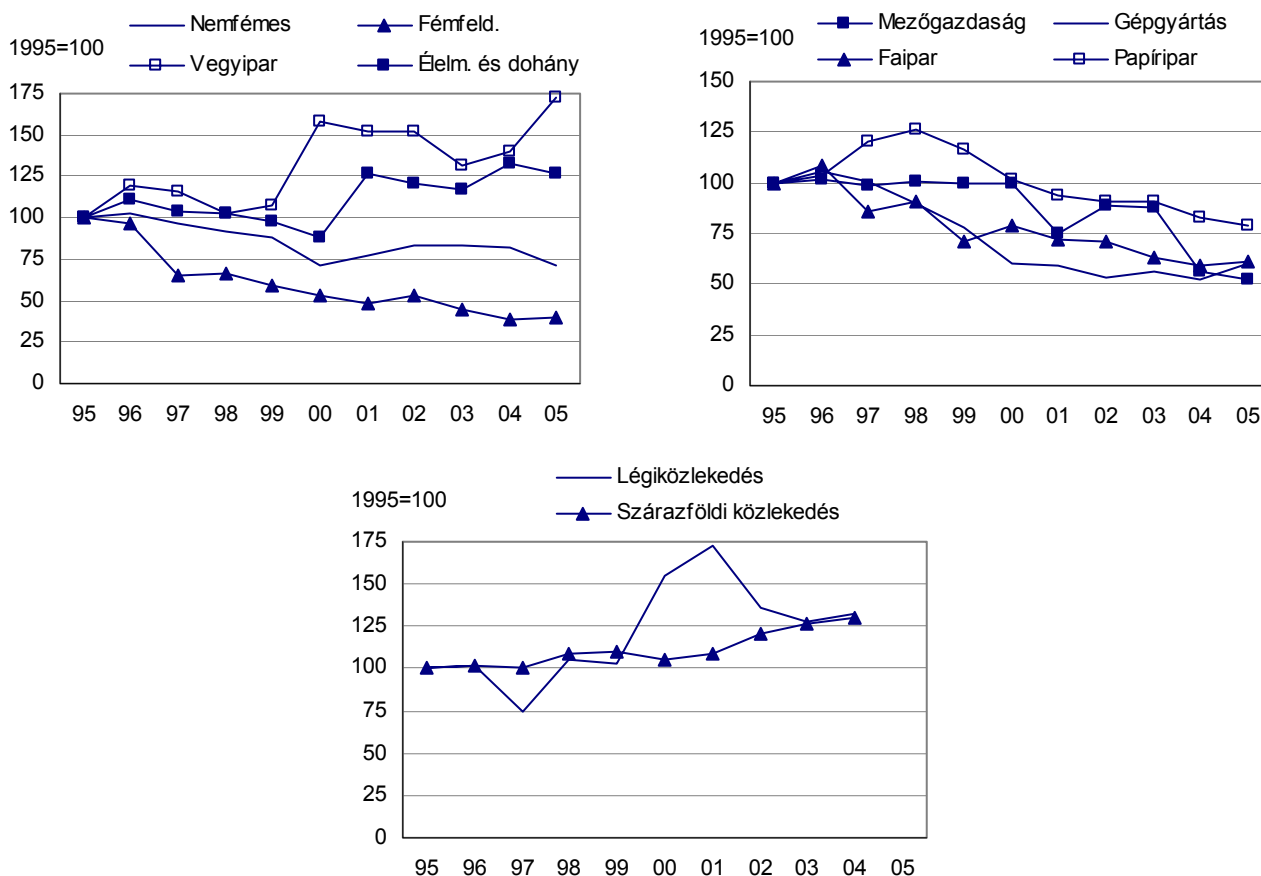 Nemfémes
Fémfeld.
1995=100
Vegyipar
Élelm. és dohány
175
150
125
100
75
50
25
0
95 96 97 98 99 00 01 02 03 04 05
Mezőgazdaság
Gépgyártás
1995=100
Faipar
Papíripar
150
125
100
75
50
25
0
95 96 97 98 99 00 01 02 03 04 05
Légiközlekedés
1995=100
Szárazföldi közlekedés
175
150
125
100
75
50
25
0
95 96 97 98 99 00 01 02 03 04 05